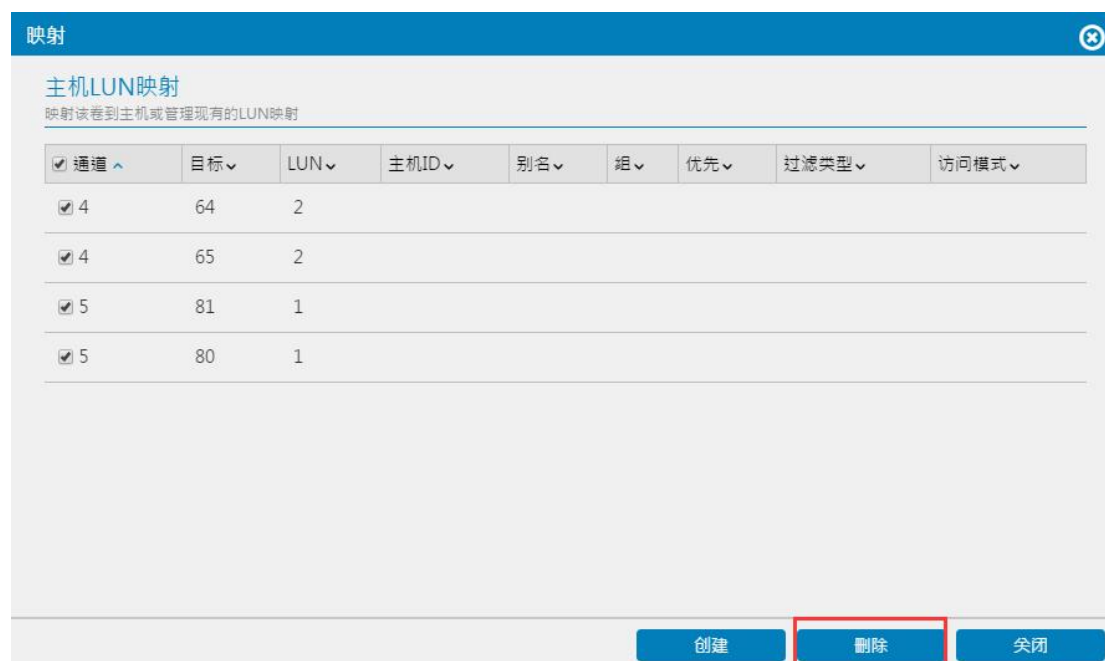 映射
主机LUN映射
映射该卷到主机或管理现有的LUN映射
通道 目标 LUN 主机ID 别名 组 优先 过滤类型 访问模式
4 64 2
4 65 2
5 81 1
5 80 1
创建 删除 关闭